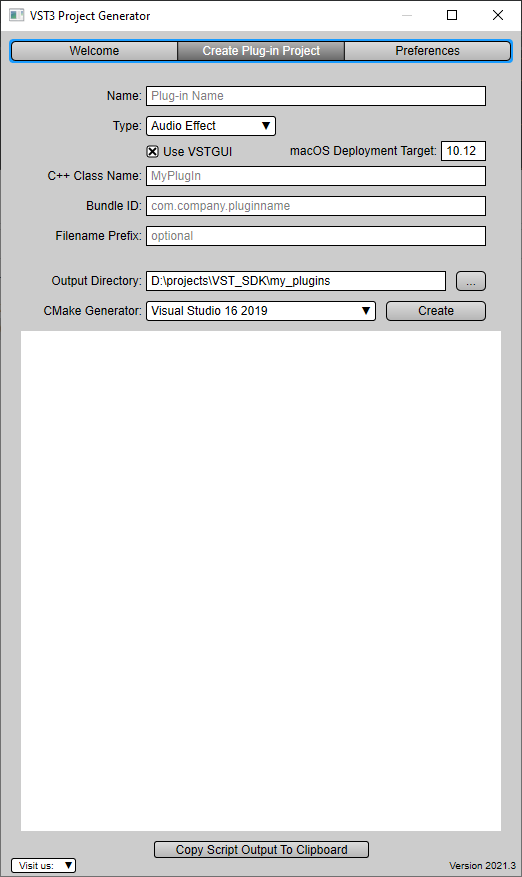 VST3 Project Generator
Welcome Create Plug-in Project Preferences
Name: Plug-in Name
Type: Audio Effect
Use VSTGUI macOS Deployment Target: 10.12
C++ Class Name: MyPlugIn
Bundle ID: com.company.pluginname
Filename Prefix: optional
Output Directory: D:\projects\VST_SDK\my_plugins ...
CMake Generator: Visual Studio 16 2019 Create
Copy Script Output To Clipboard
Visit us: Version 2021.3